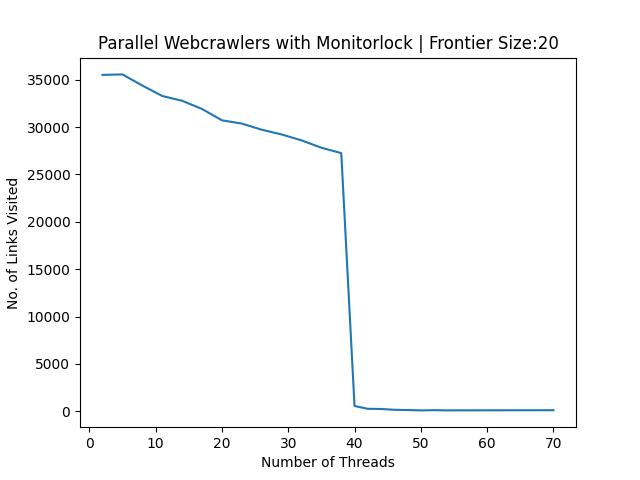 Parallel Webcrawlers with Monitorlock | Frontier Size:20
35000
30000
25000
20000
15000
10000
5000
0
No. of Links Visited
0 10 20 30 40 50 60 70
Number of Threads